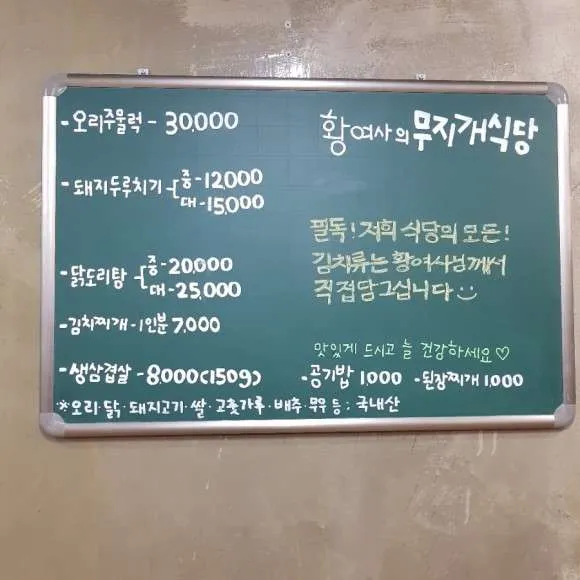 황여사의 무지개식당
- 오리주물럭 - 30,000
- 돼지두루치기 - { 중 - 12,000
대 - 15,000
- 닭도리탕 - { 중 - 20,000
대 - 25,000
- 김치찌개 - 1인분 7,000
- 생삼겹살 - 8,000(150g)
필독! 저희 식당의 모든!
김치류는 황여사님께서
직접담그십니다
맛있게 드시고 늘 건강하세요♡
- 공기밥 1,000 - 된장찌개 1,000
※오리·닭·돼지고기·쌀·고춧가루·배추·무우 등 : 국내산